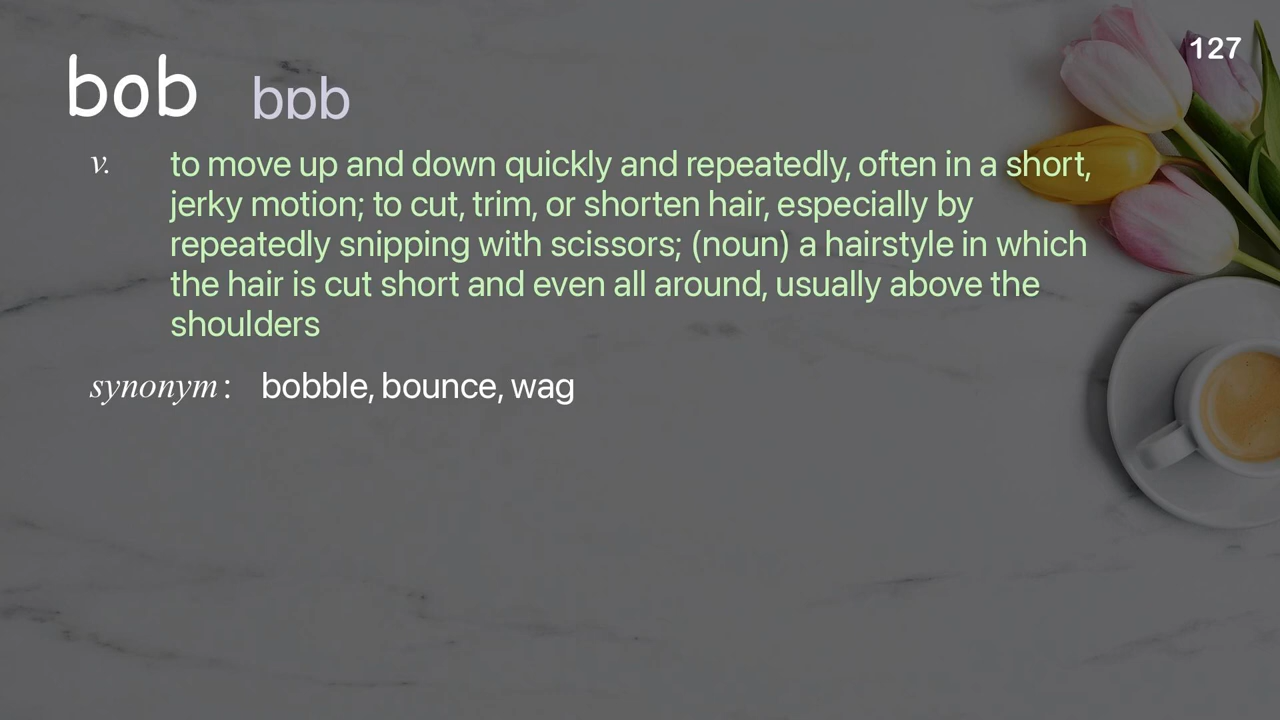 127
bob bɒb
v. to move up and down quickly and repeatedly, often in a short,
jerky motion; to cut, trim, or shorten hair, especially by
repeatedly snipping with scissors; (noun) a hairstyle in which
the hair is cut short and even all around, usually above the
shoulders
synonym: bobble, bounce, wag